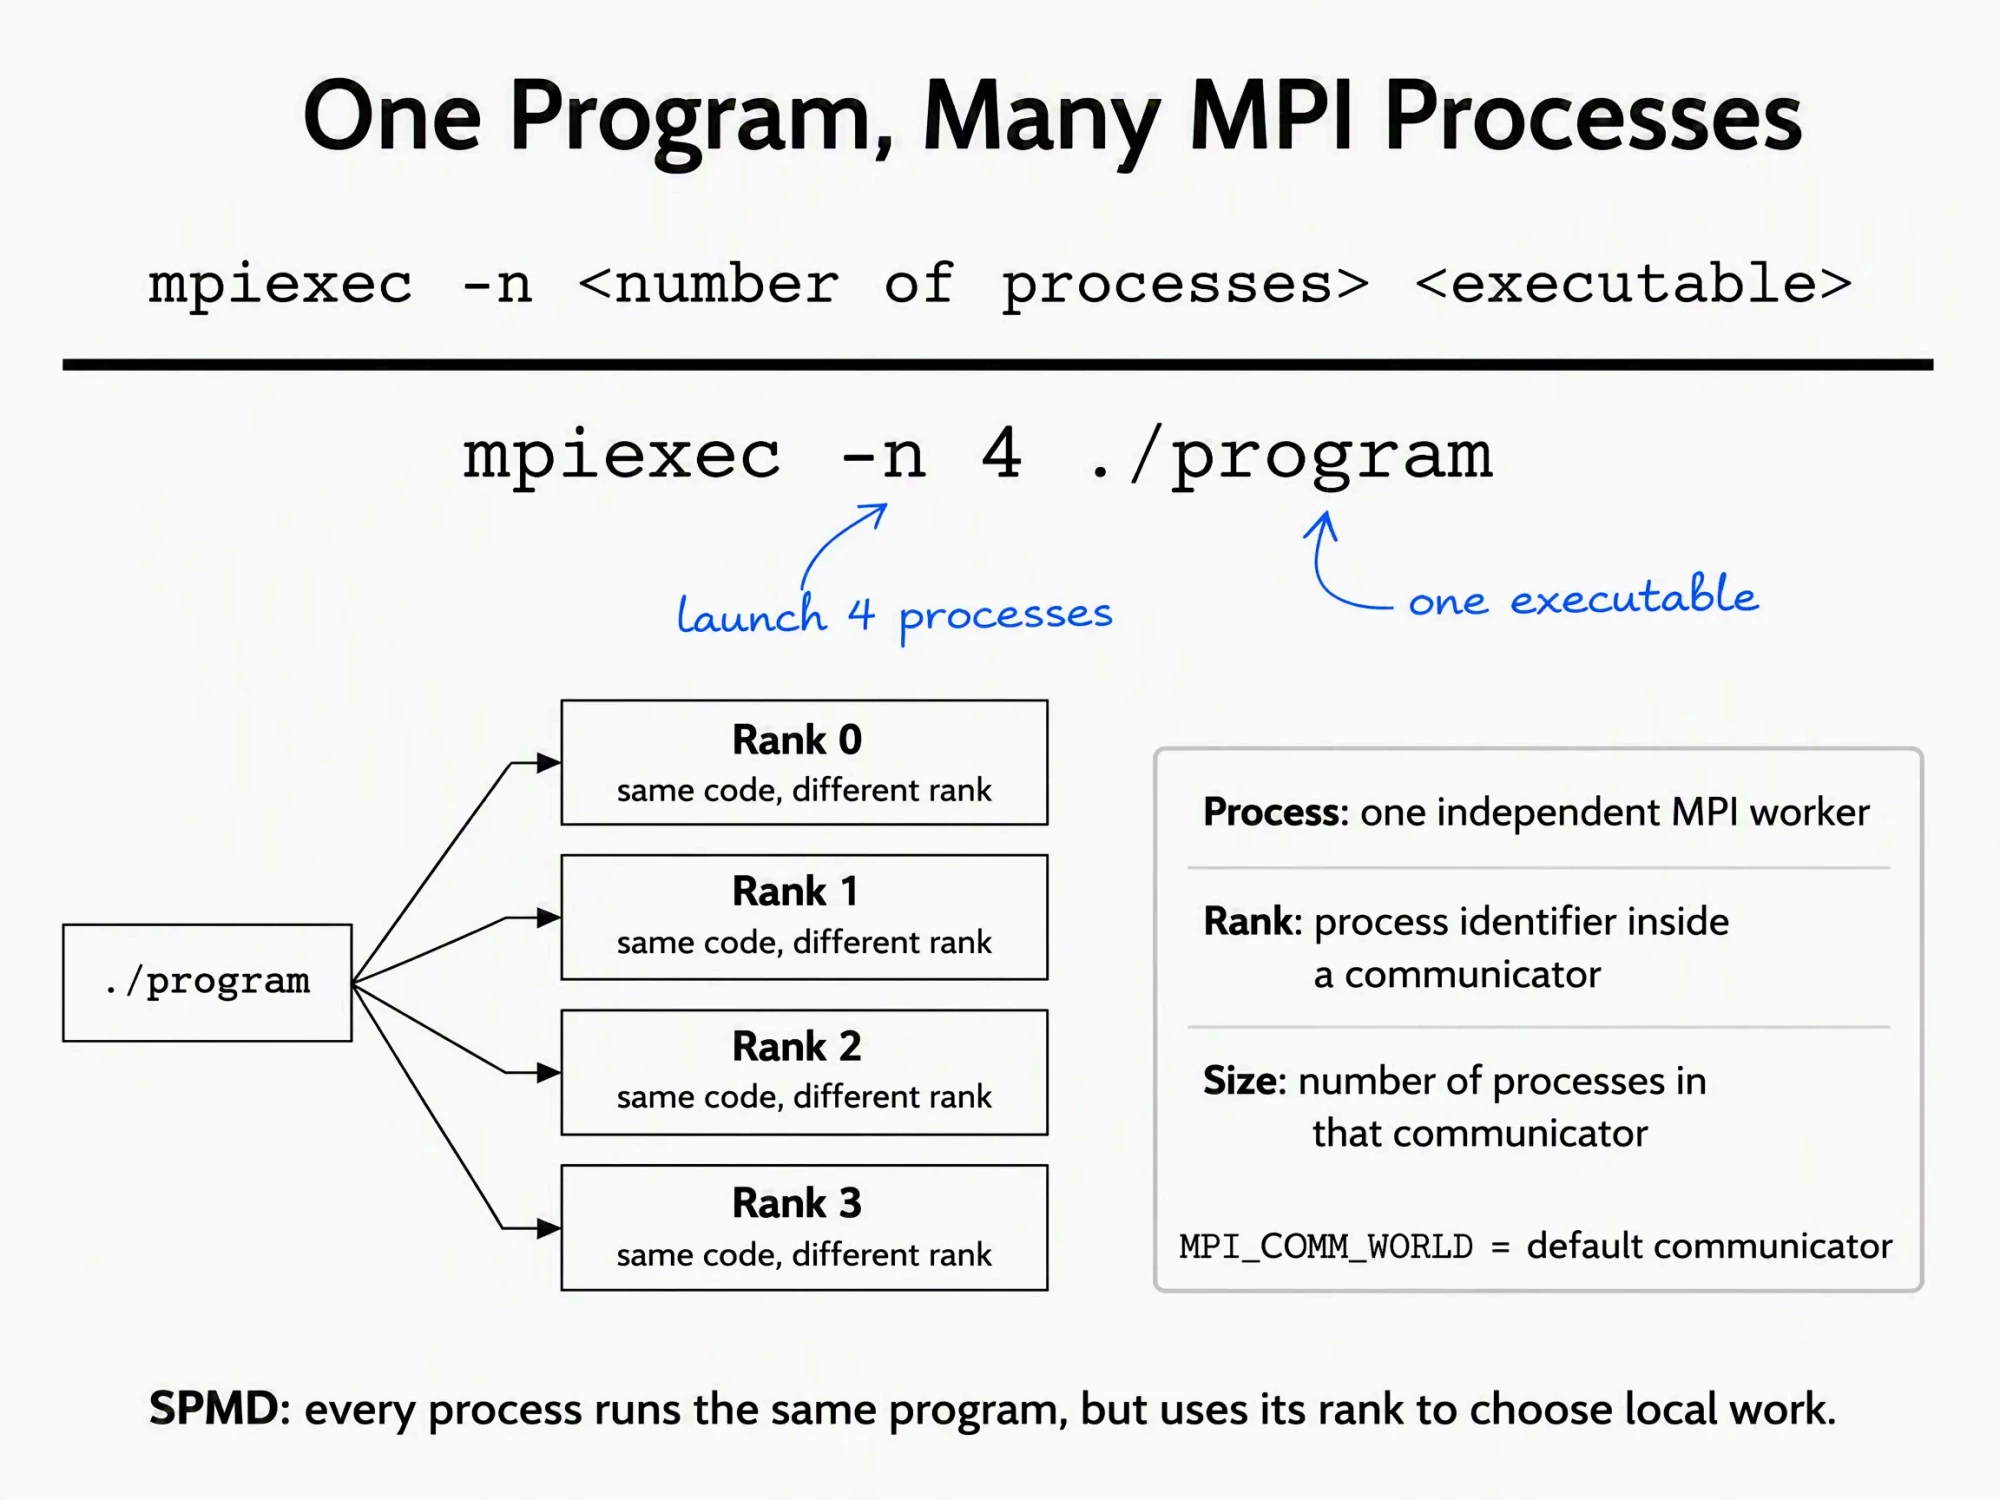 One Program, Many MPI Processes
mpiexec -n <number of processes> <executable>
mpiexec -n 4 ./program
launch 4 processes
one executable
./program
Rank 0
same code, different rank
Rank 1
same code, different rank
Rank 2
same code, different rank
Rank 3
same code, different rank
Process: one independent MPI worker
Rank: process identifier inside
a communicator
Size: number of processes in
that communicator
MPI_COMM_WORLD = default communicator
SPMD: every process runs the same program, but uses its rank to choose local work.